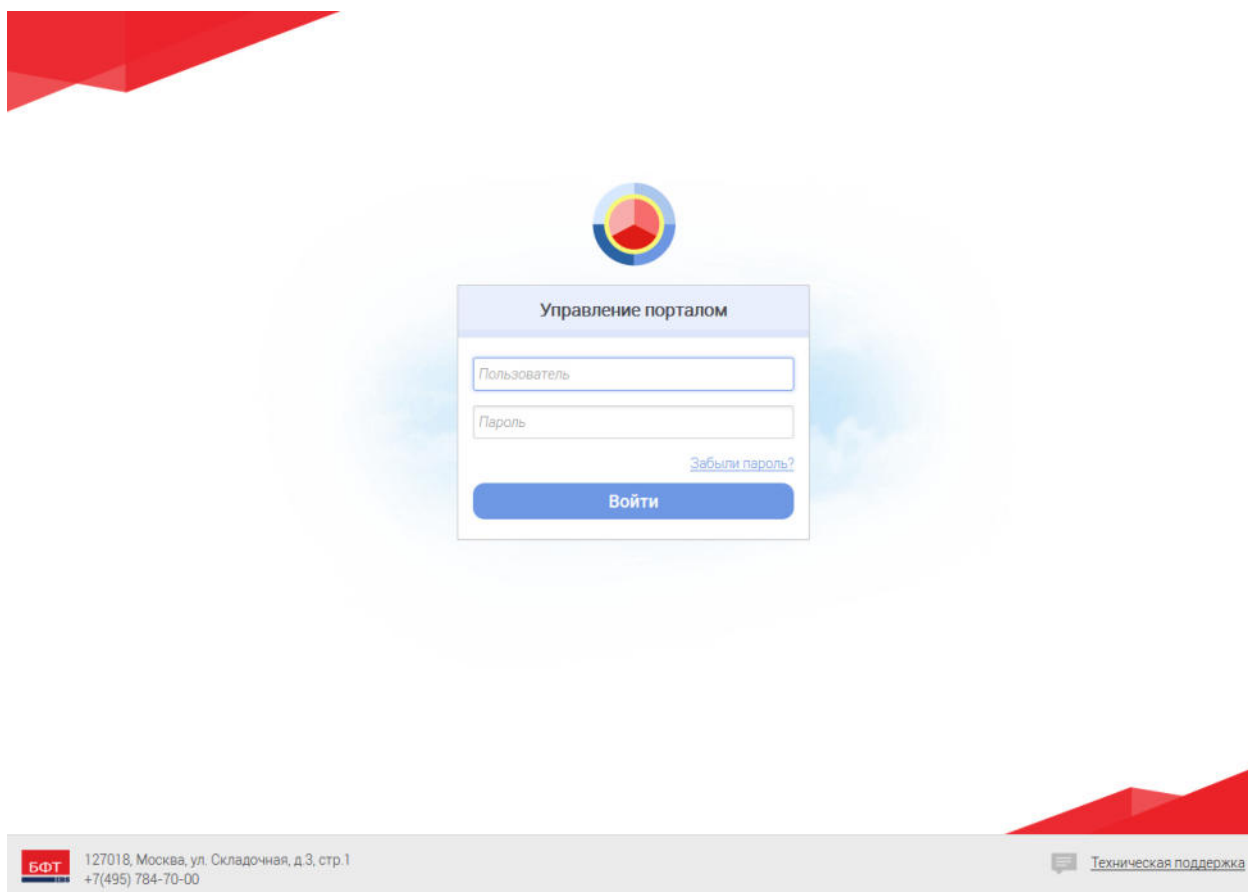 Управление порталом
Пользователь
Пароль
Забыли пароль?
Войти
БФТ
127018, Москва, ул. Складочная, д.3, стр.1
+7(495) 784-70-00
Техническая поддержка